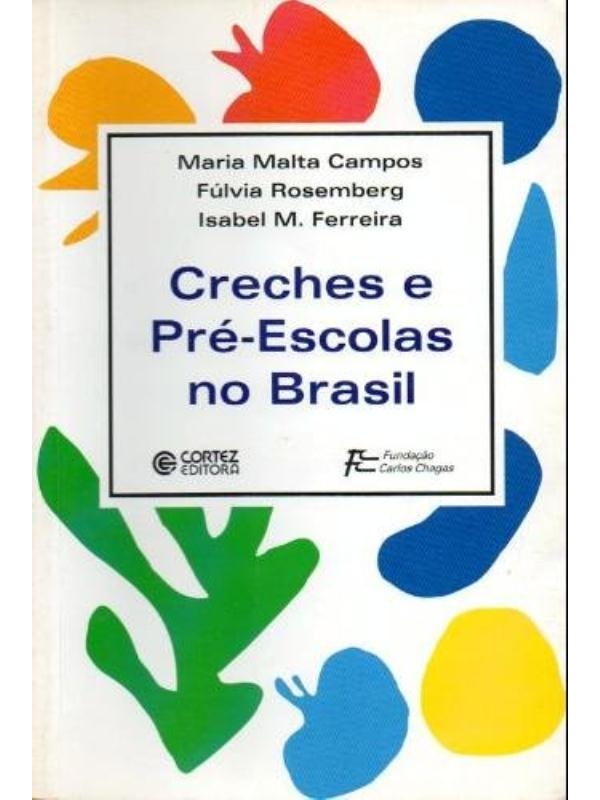 Maria Malta Campos
Fúlvia Rosemberg
Isabel M. Ferreira
Creches e
Pré-Escolas
no Brasil
CORTEZ
EDITORA
Fundação
Carlos Chagas